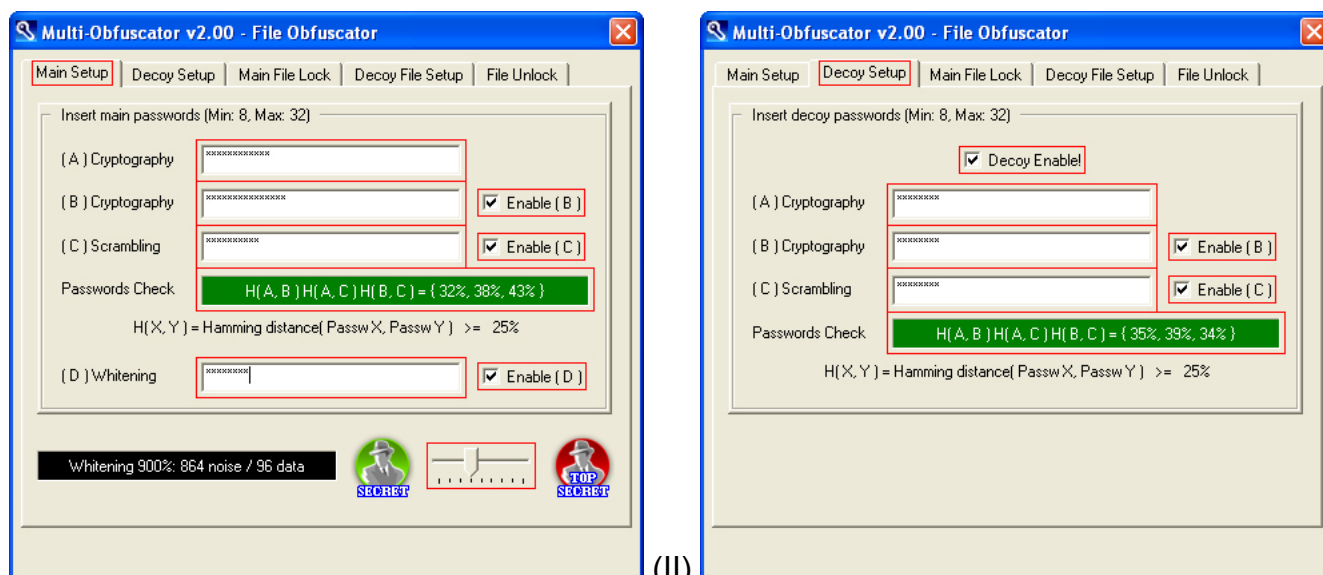 Multi-Obfuscator v2.00 - File Obfuscator
Main Setup Decoy Setup Main File Lock Decoy File Setup File Unlock
Insert main passwords (Min: 8, Max: 32)
( A ) Cryptography ************
( B ) Cryptography *************** Enable ( B )
( C ) Scrambling ********** Enable ( C )
Passwords Check H( A, B ) H( A, C ) H( B, C ) = { 32%, 38%, 43% }
H( X, Y ) = Hamming distance( Passw X, Passw Y ) >= 25%
( D ) Whitening ******** Enable ( D )
Whitening 900%: 864 noise / 96 data
SECRET
TOP
SECRET
(II)
Multi-Obfuscator v2.00 - File Obfuscator
Main Setup Decoy Setup Main File Lock Decoy File Setup File Unlock
Insert decoy passwords (Min: 8, Max: 32)
Decoy Enable!
( A ) Cryptography ********
( B ) Cryptography ******** Enable ( B )
( C ) Scrambling ******** Enable ( C )
Passwords Check H( A, B ) H( A, C ) H( B, C ) = { 35%, 39%, 34% }
H( X, Y ) = Hamming distance( Passw X, Passw Y ) >= 25%